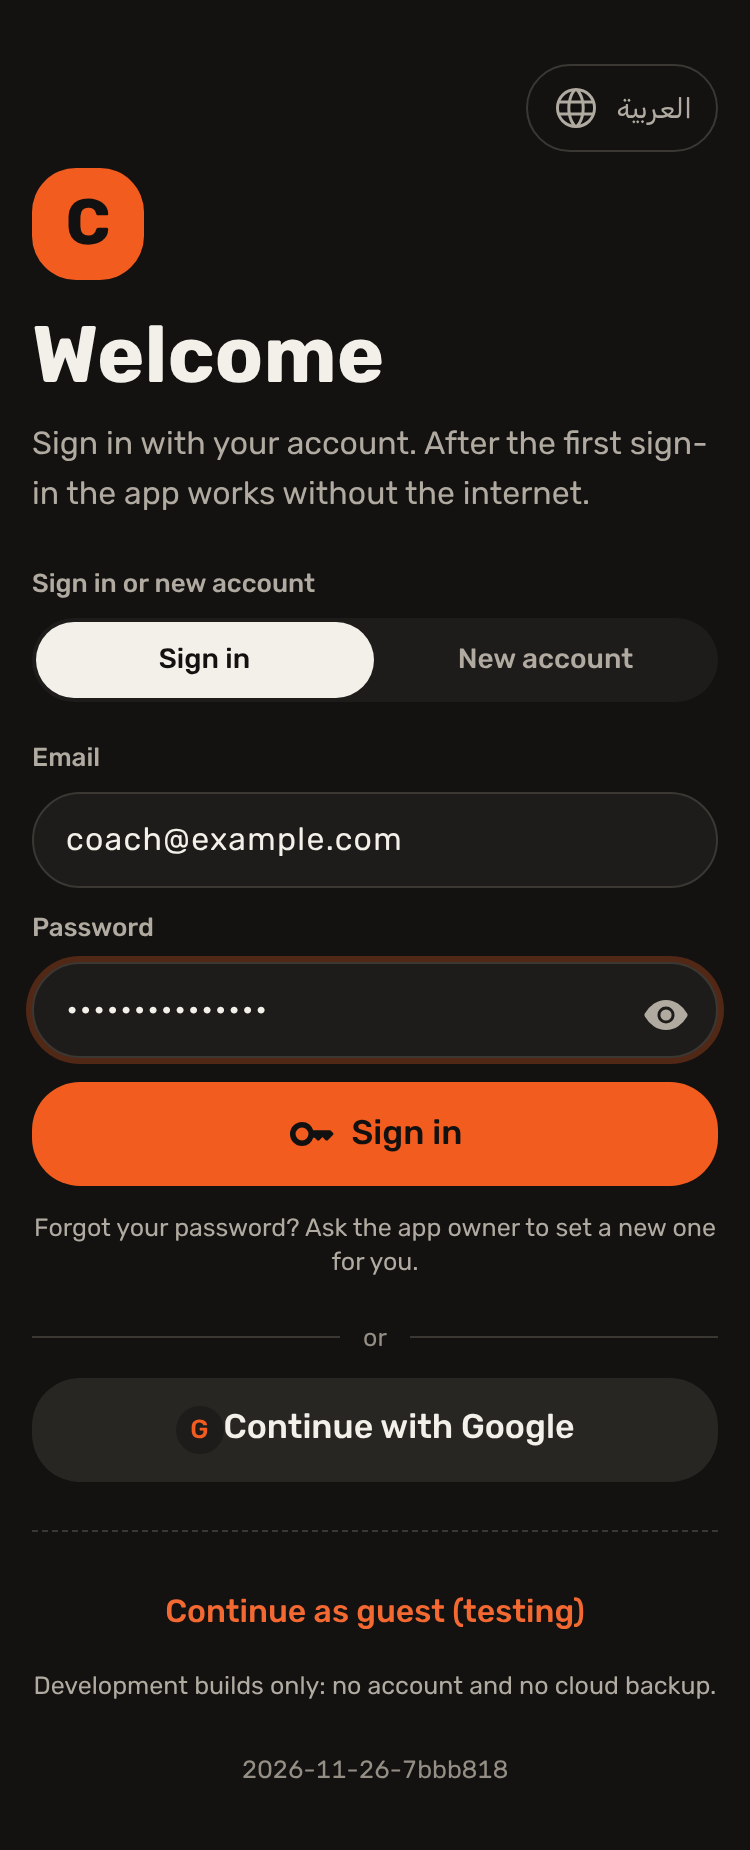 العربية
C
Welcome
Sign in with your account. After the first sign-
in the app works without the internet.
Sign in or new account
Sign in
New account
Email
coach@example.com
Password
•••••••••••••••
Sign in
Forgot your password? Ask the app owner to set a new one
for you.
or
G Continue with Google
Continue as guest (testing)
Development builds only: no account and no cloud backup.
2026-11-26-7bbb818